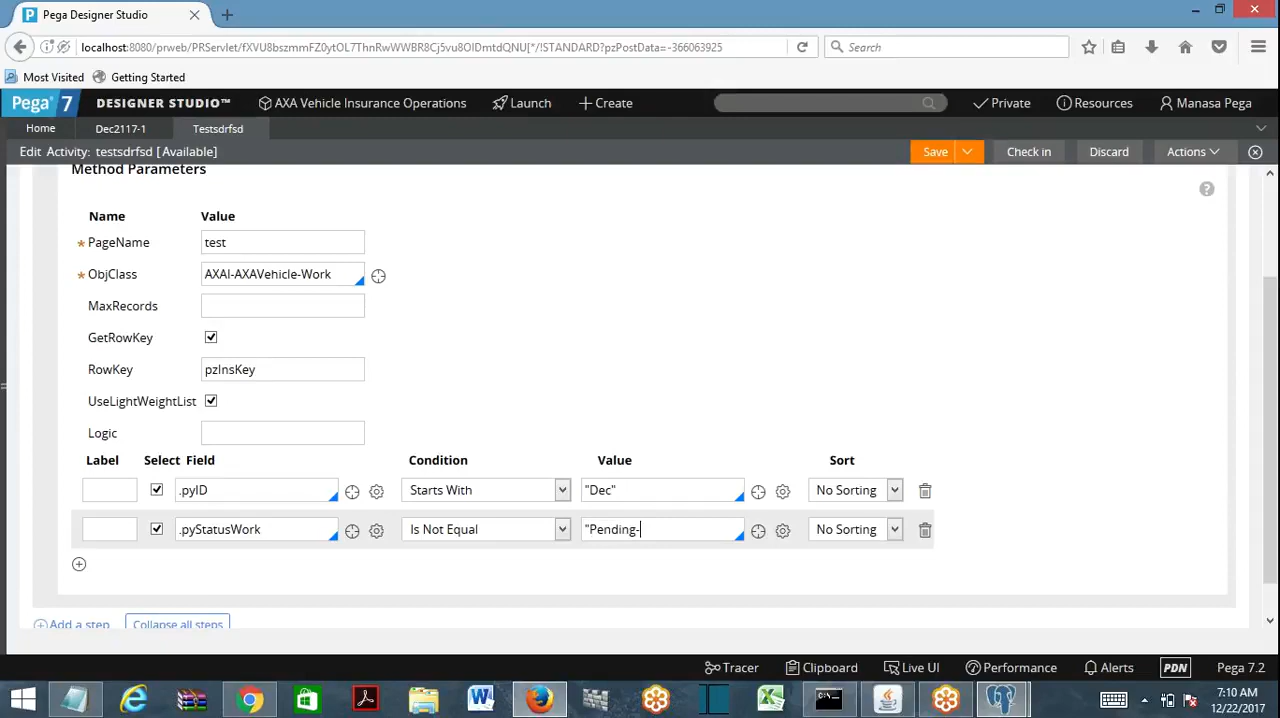 Pega Designer Studio
localhost:8080/prweb/PRServlet/fXVU8bszmmFZ0ytOL7ThnRwWWBR8Cj5vu8OlDmtdQNU[*/!STANDARD?pzPostData=-366063925
Search
Most Visited Getting Started
Pega 7 DESIGNER STUDIO™ AXA Vehicle Insurance Operations Launch Create Private Resources Manasa Pega
Home Dec2117-1 Testsdrfsd
Edit Activity: testsdrfsd [Available] Save Check in Discard Actions
Method Parameters
Name Value
* PageName test
* ObjClass AXAI-AXAVehicle-Work
MaxRecords
GetRowKey
RowKey pzInsKey
UseLightWeightList
Logic
Label Select Field Condition Value Sort
.pyID Starts With "Dec" No Sorting
.pyStatusWork Is Not Equal "Pending- No Sorting
Add a step Collapse all steps
Tracer Clipboard Live UI Performance Alerts PDN Pega 7.2
7:10 AM
12/22/2017